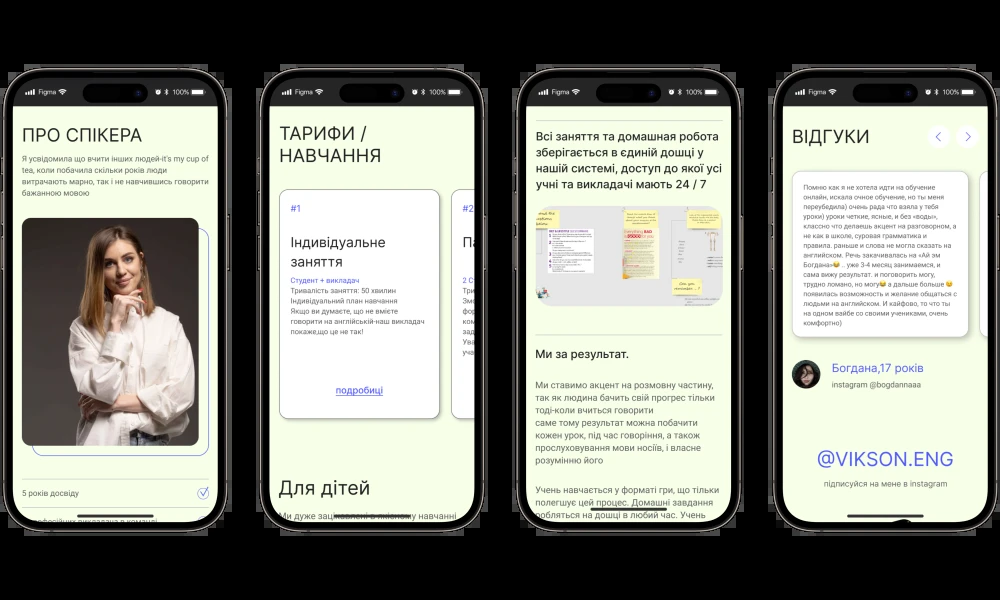 Figma 100%
ПРО СПІКЕРА
Я усвідомила що вчити інших людей-it's my cup of
tea, коли побачила скільки років люди
витрачають марно, так і не навчившись говорити
бажанною мовою
5 років досвіду
Figma 100%
ТАРИФИ /
НАВЧАННЯ
#1
Індивідуальне
заняття
Студент + викладач
Тривалість заняття: 50 хвилин
Індивідуальний план навчання
Якщо ви думаєте, що не вмієте
говорити на англійській-наш викладач
покаже,що це не так!
подробиці
#2
Для дітей
Ми дуже зацікавлені в якісному навчанні
Figma 100%
Всі заняття та домашная робота
зберігається в єдиній дошці у
нашій системі, доступ до якої усі
учні та викладачі мають 24 / 7
Ми за результат.
Ми ставимо акцент на розмовну частину,
так як людина бачить свій прогрес тільки
тоді-коли вчиться говорити
саме тому результат можна побачити
кожен урок, під час говоріння, а також
прослуховування мови носіїв, і власне
розумінню його
Учень навчається у форматі гри, що тільки
полегшує цей процес. Домашні завдання
робляться на дошці в любий час. Учень
Figma 100%
ВІДГУКИ
Помню как я не хотела идти на обучение
онлайн, искала очное обучение, но ты меня
переубедила) очень рада что взяла у тебя
уроки) уроки четкие, ясные, и без «воды»,
классно что делаешь акцент на разговорном, а
не как в школе, суровая грамматика и
правила. раньше и слова не могла сказать на
английском. Речь закачивалась на «Ай эм
Богдана»😂 .. уже 3-4 месяц занимаемся, и
сама вижу результат. и поговорить могу,
трудно ломано, но могу😂 а дальше больше 😊
появилась возможность и желание общаться с
людьми на английском. И кайфово, то что ты
на одном вайбе со своими учениками, очень
комфортно)
Богдана,17 років
instagram @bogdannaaa
@VIKSON.ENG
підписуйся на мене в instagram